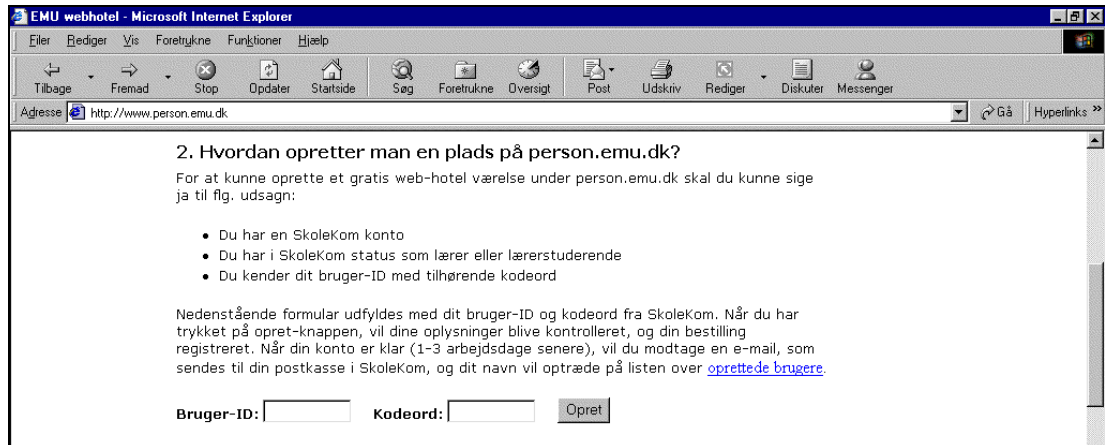 EMU webhotel - Microsoft Internet Explorer
Filer Rediger Vis Foretrukne Funktioner Hjælp
Tilbage Fremad Stop Opdater Startside Søg Foretrukne Oversigt Post Udskriv Rediger Diskuter Messenger
Adresse http://www.person.emu.dk Gå Hyperlinks »
2. Hvordan opretter man en plads på person.emu.dk?
For at kunne oprette et gratis web-hotel værelse under person.emu.dk skal du kunne sige
ja til flg. udsagn:
• Du har en SkoleKom konto
• Du har i SkoleKom status som lærer eller lærerstuderende
• Du kender dit bruger-ID med tilhørende kodeord
Nedenstående formular udfyldes med dit bruger-ID og kodeord fra SkoleKom. Når du har
trykket på opret-knappen, vil dine oplysninger blive kontrolleret, og din bestilling
registreret. Når din konto er klar (1-3 arbejdsdage senere), vil du modtage en e-mail, som
sendes til din postkasse i SkoleKom, og dit navn vil optræde på listen over oprettede brugere.
Bruger-ID: Kodeord: Opret